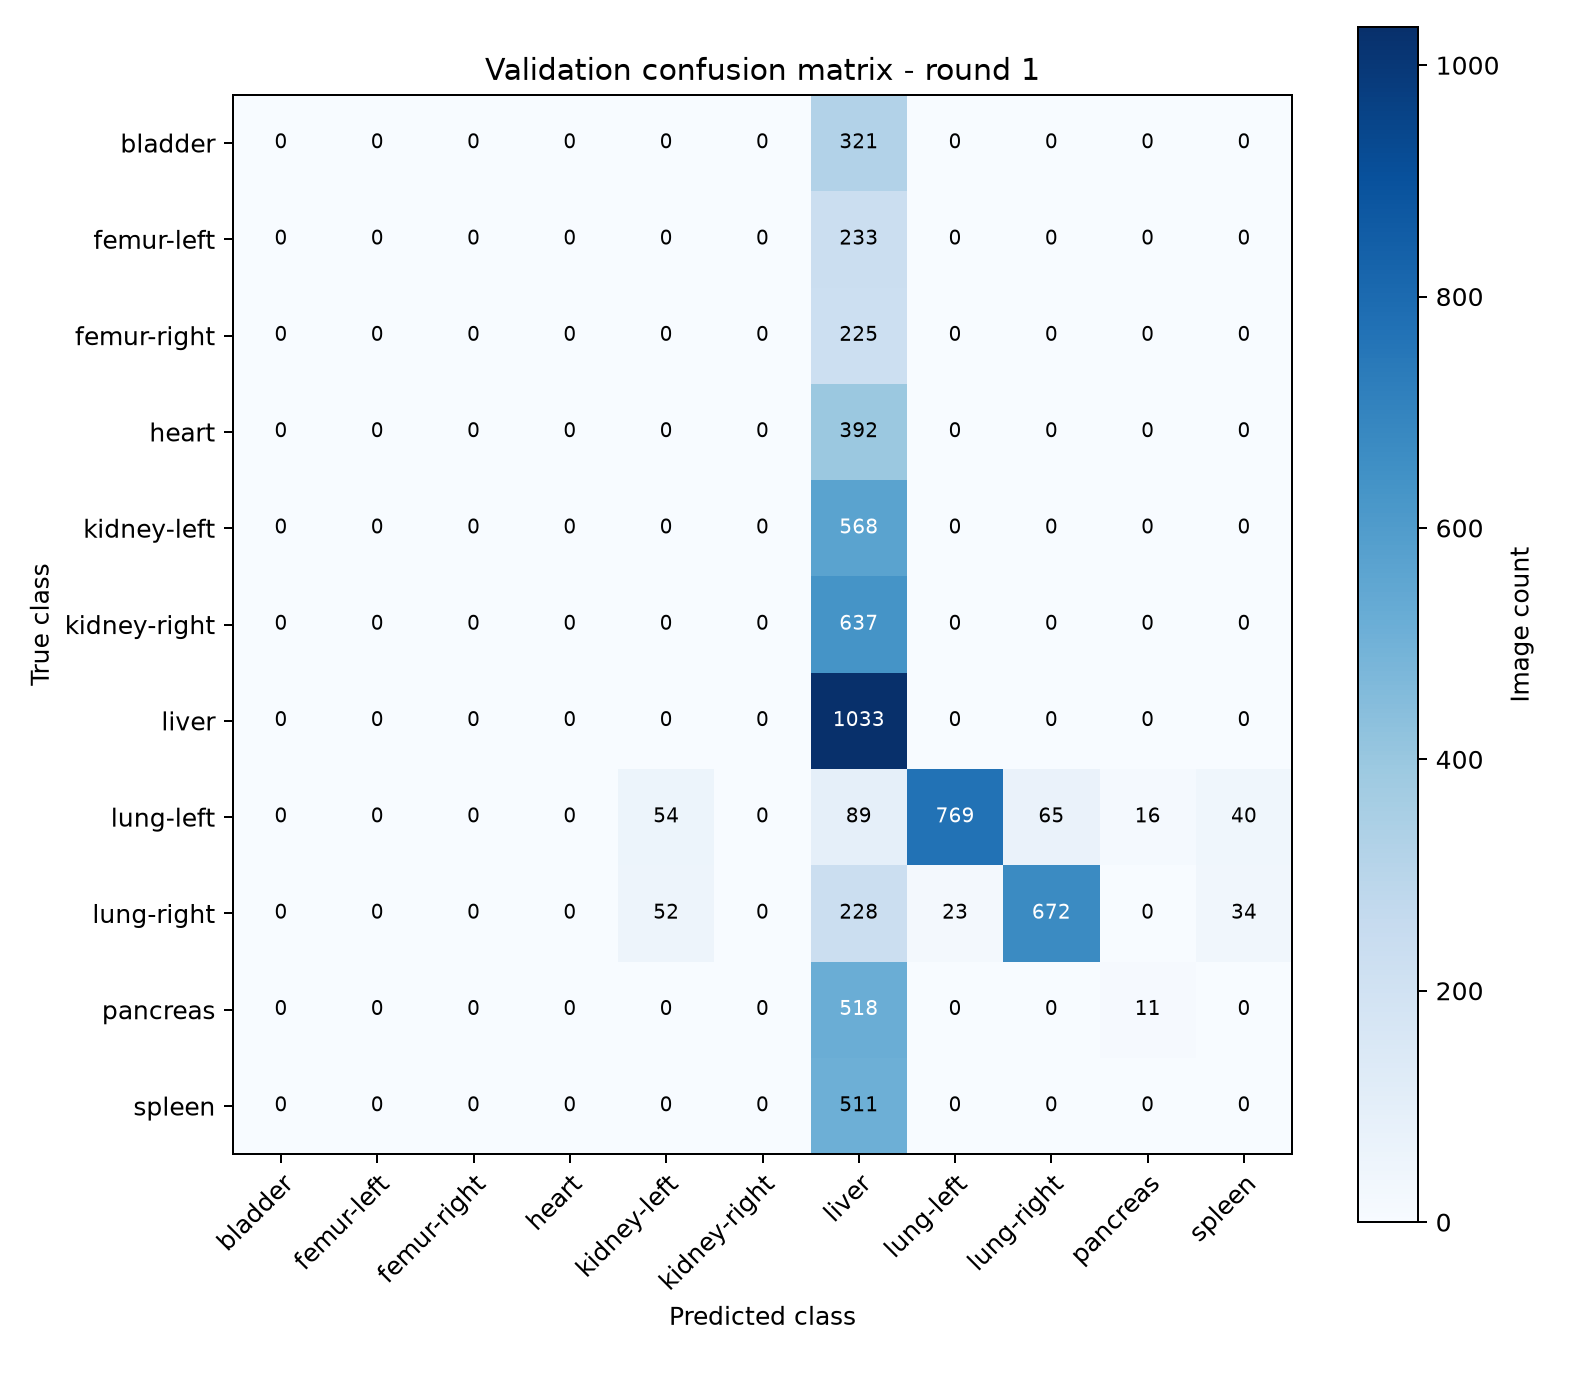 Validation confusion matrix - round 1
True class
bladder 0 0 0 0 0 0 321 0 0 0 0
femur-left 0 0 0 0 0 0 233 0 0 0 0
femur-right 0 0 0 0 0 0 225 0 0 0 0
heart 0 0 0 0 0 0 392 0 0 0 0
kidney-left 0 0 0 0 0 0 568 0 0 0 0
kidney-right 0 0 0 0 0 0 637 0 0 0 0
liver 0 0 0 0 0 0 1033 0 0 0 0
lung-left 0 0 0 0 54 0 89 769 65 16 40
lung-right 0 0 0 0 52 0 228 23 672 0 34
pancreas 0 0 0 0 0 0 518 0 0 11 0
spleen 0 0 0 0 0 0 511 0 0 0 0
bladder femur-left femur-right heart kidney-left kidney-right liver lung-left lung-right pancreas spleen
Predicted class
1000
800
600
400
200
0
Image count